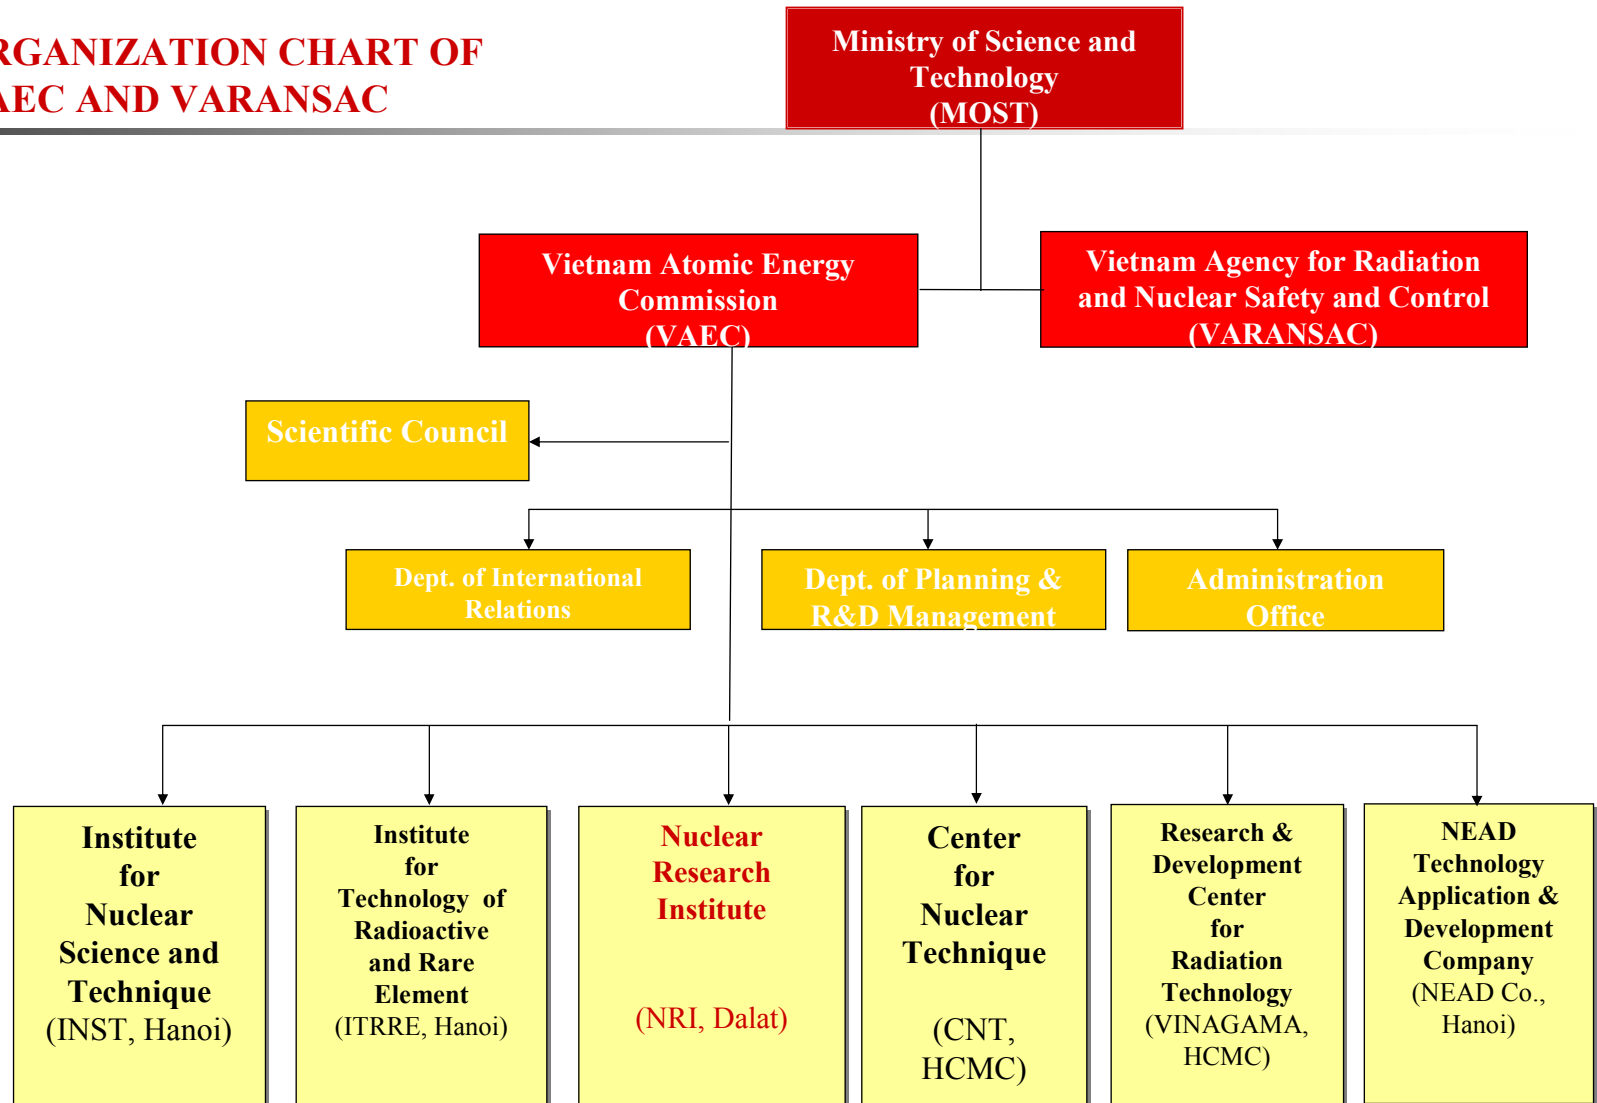 RGANIZATION CHART OF
AEC AND VARANSAC
Ministry of Science and
Technology
(MOST)
Vietnam Atomic Energy
Commission
(VAEC)
Vietnam Agency for Radiation
and Nuclear Safety and Control
(VARANSAC)
Scientific Council
Dept. of International
Relations
Dept. of Planning &
R&D Management
Administration
Office
Institute
for
Nuclear
Science and
Technique
(INST, Hanoi)
Institute
for
Technology of
Radioactive
and Rare
Element
(ITRRE, Hanoi)
Nuclear
Research
Institute
(NRI, Dalat)
Center
for
Nuclear
Technique
(CNT,
HCMC)
Research &
Development
Center
for
Radiation
Technology
(VINAGAMA,
HCMC)
NEAD
Technology
Application &
Development
Company
(NEAD Co.,
Hanoi)